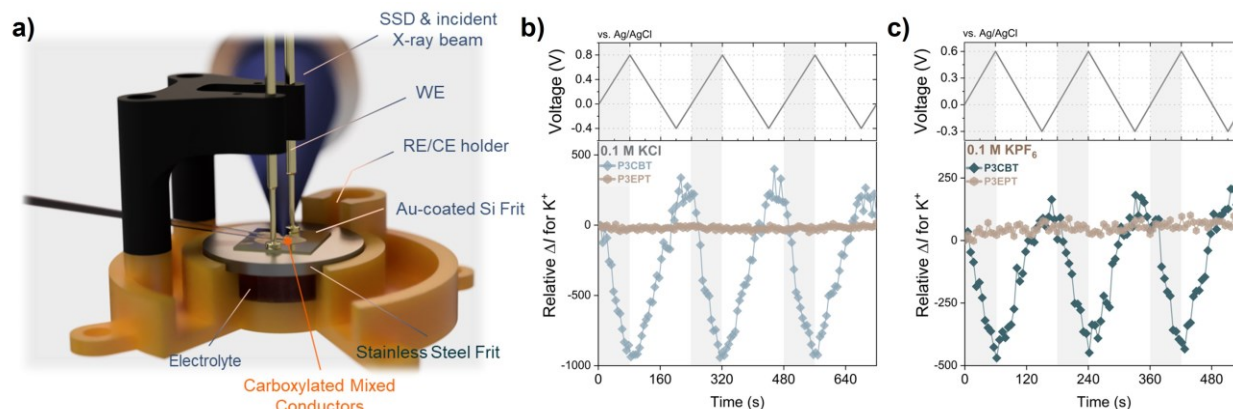 a)
SSD & incident
X-ray beam
WE
RE/CE holder
Au-coated Si Frit
Electrolyte
Stainless Steel Frit
Carboxylated Mixed
Conductors
b)
vs. Ag/AgCl
Voltage (V)
0.8
0.4
0.0
-0.4
0.1 M KCl
P3CBT
P3EPT
Relative ΔI for K⁺
500
0
-500
-1000
0 160 320 480 640
Time (s)
c)
vs. Ag/AgCl
Voltage (V)
0.6
0.3
0.0
-0.3
0.1 M KPF₆
P3CBT
P3EPT
Relative ΔI for K⁺
250
0
-250
-500
0 120 240 360 480
Time (s)